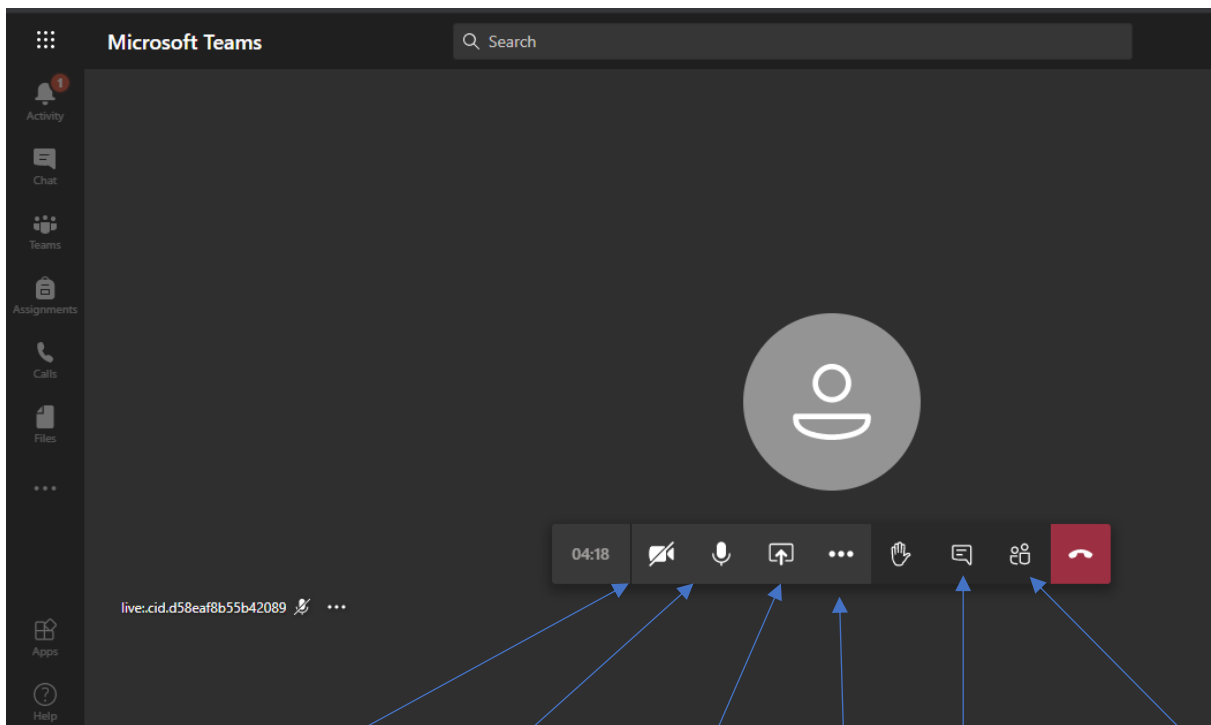 Microsoft Teams
Search
1
Activity
Chat
Teams
Assignments
Calls
Files
04:18
live:.cid.d58eaf8b55b42089
Apps
Help